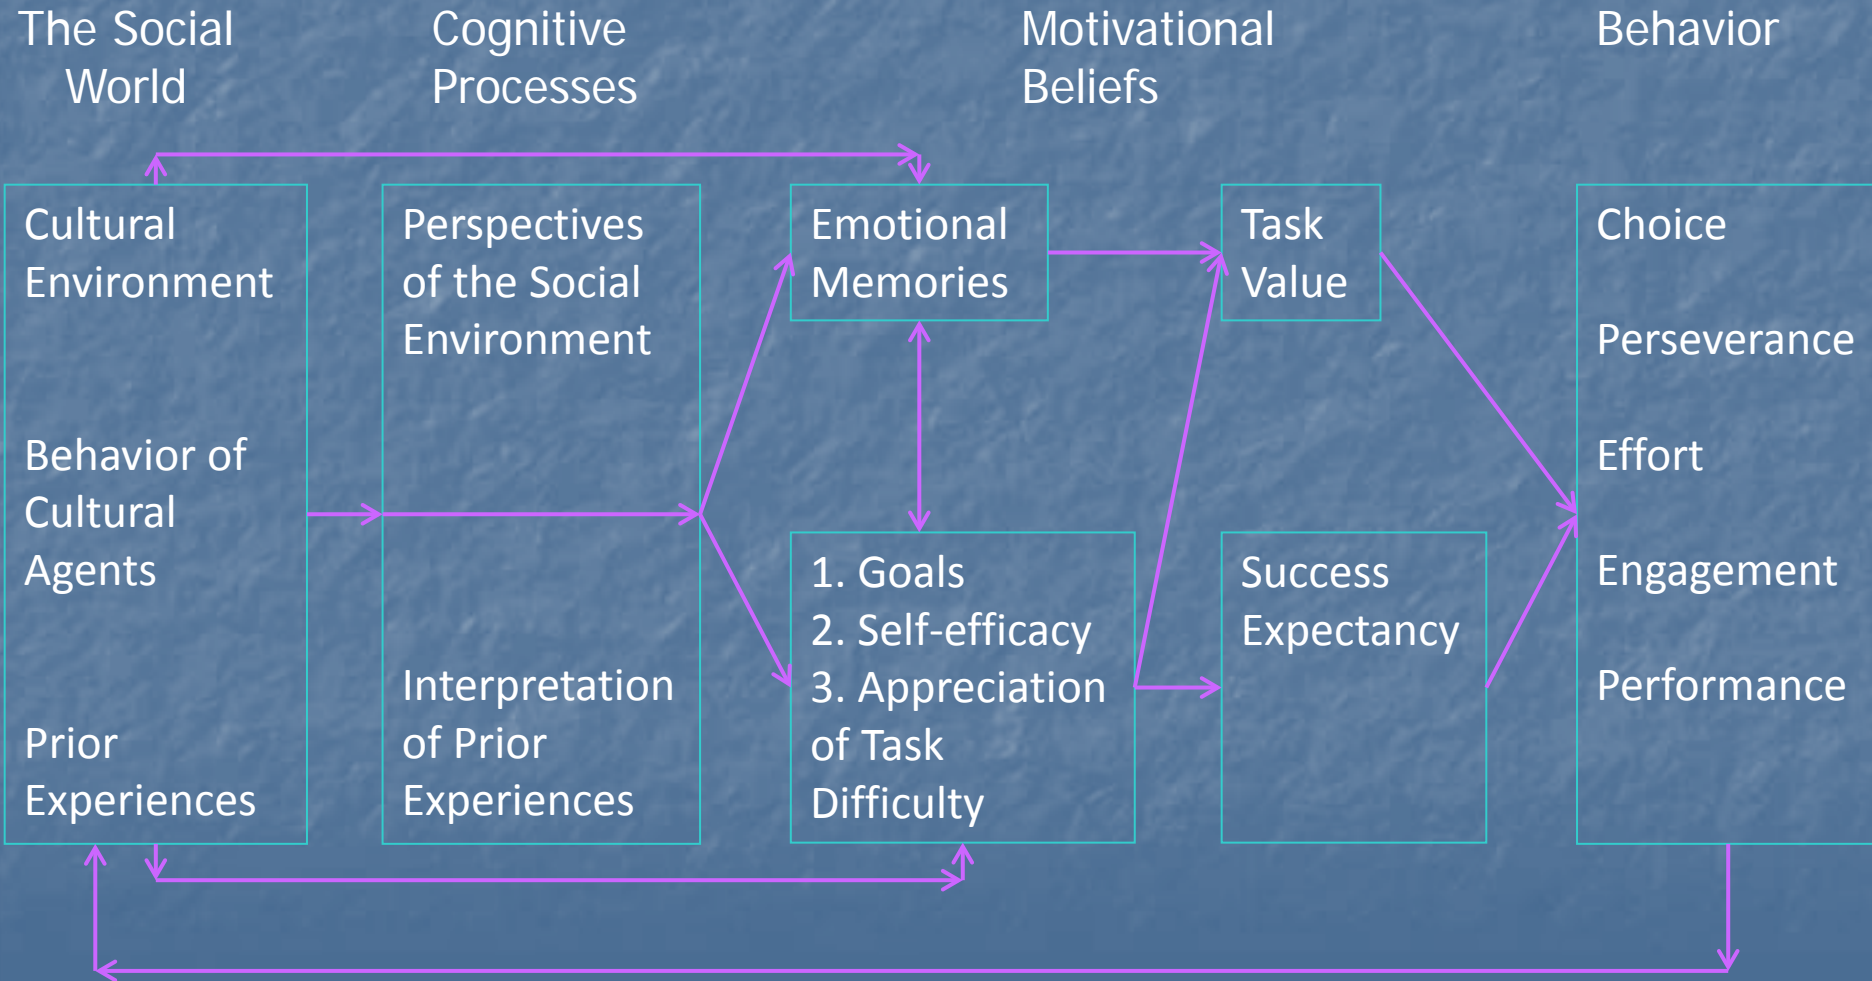 The Social
World
Cognitive
Processes
Motivational
Beliefs
Behavior
Cultural
Environment
Behavior of
Cultural
Agents
Prior
Experiences
Perspectives
of the Social
Environment
Interpretation
of Prior
Experiences
Emotional
Memories
1. Goals
2. Self-efficacy
3. Appreciation
of Task
Difficulty
Task
Value
Success
Expectancy
Choice
Perseverance
Effort
Engagement
Performance